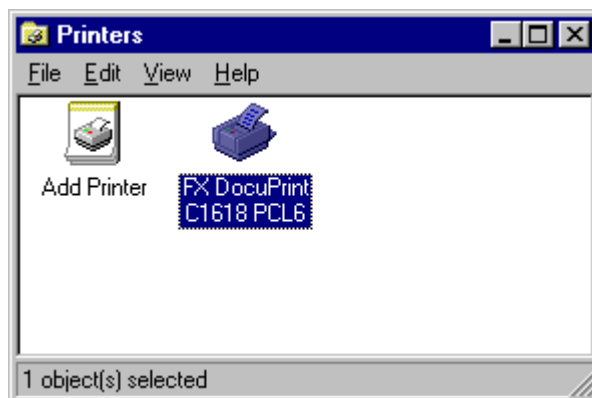 Printers
File Edit View Help
Add Printer
FX DocuPrint
C1618 PCL6
1 object(s) selected